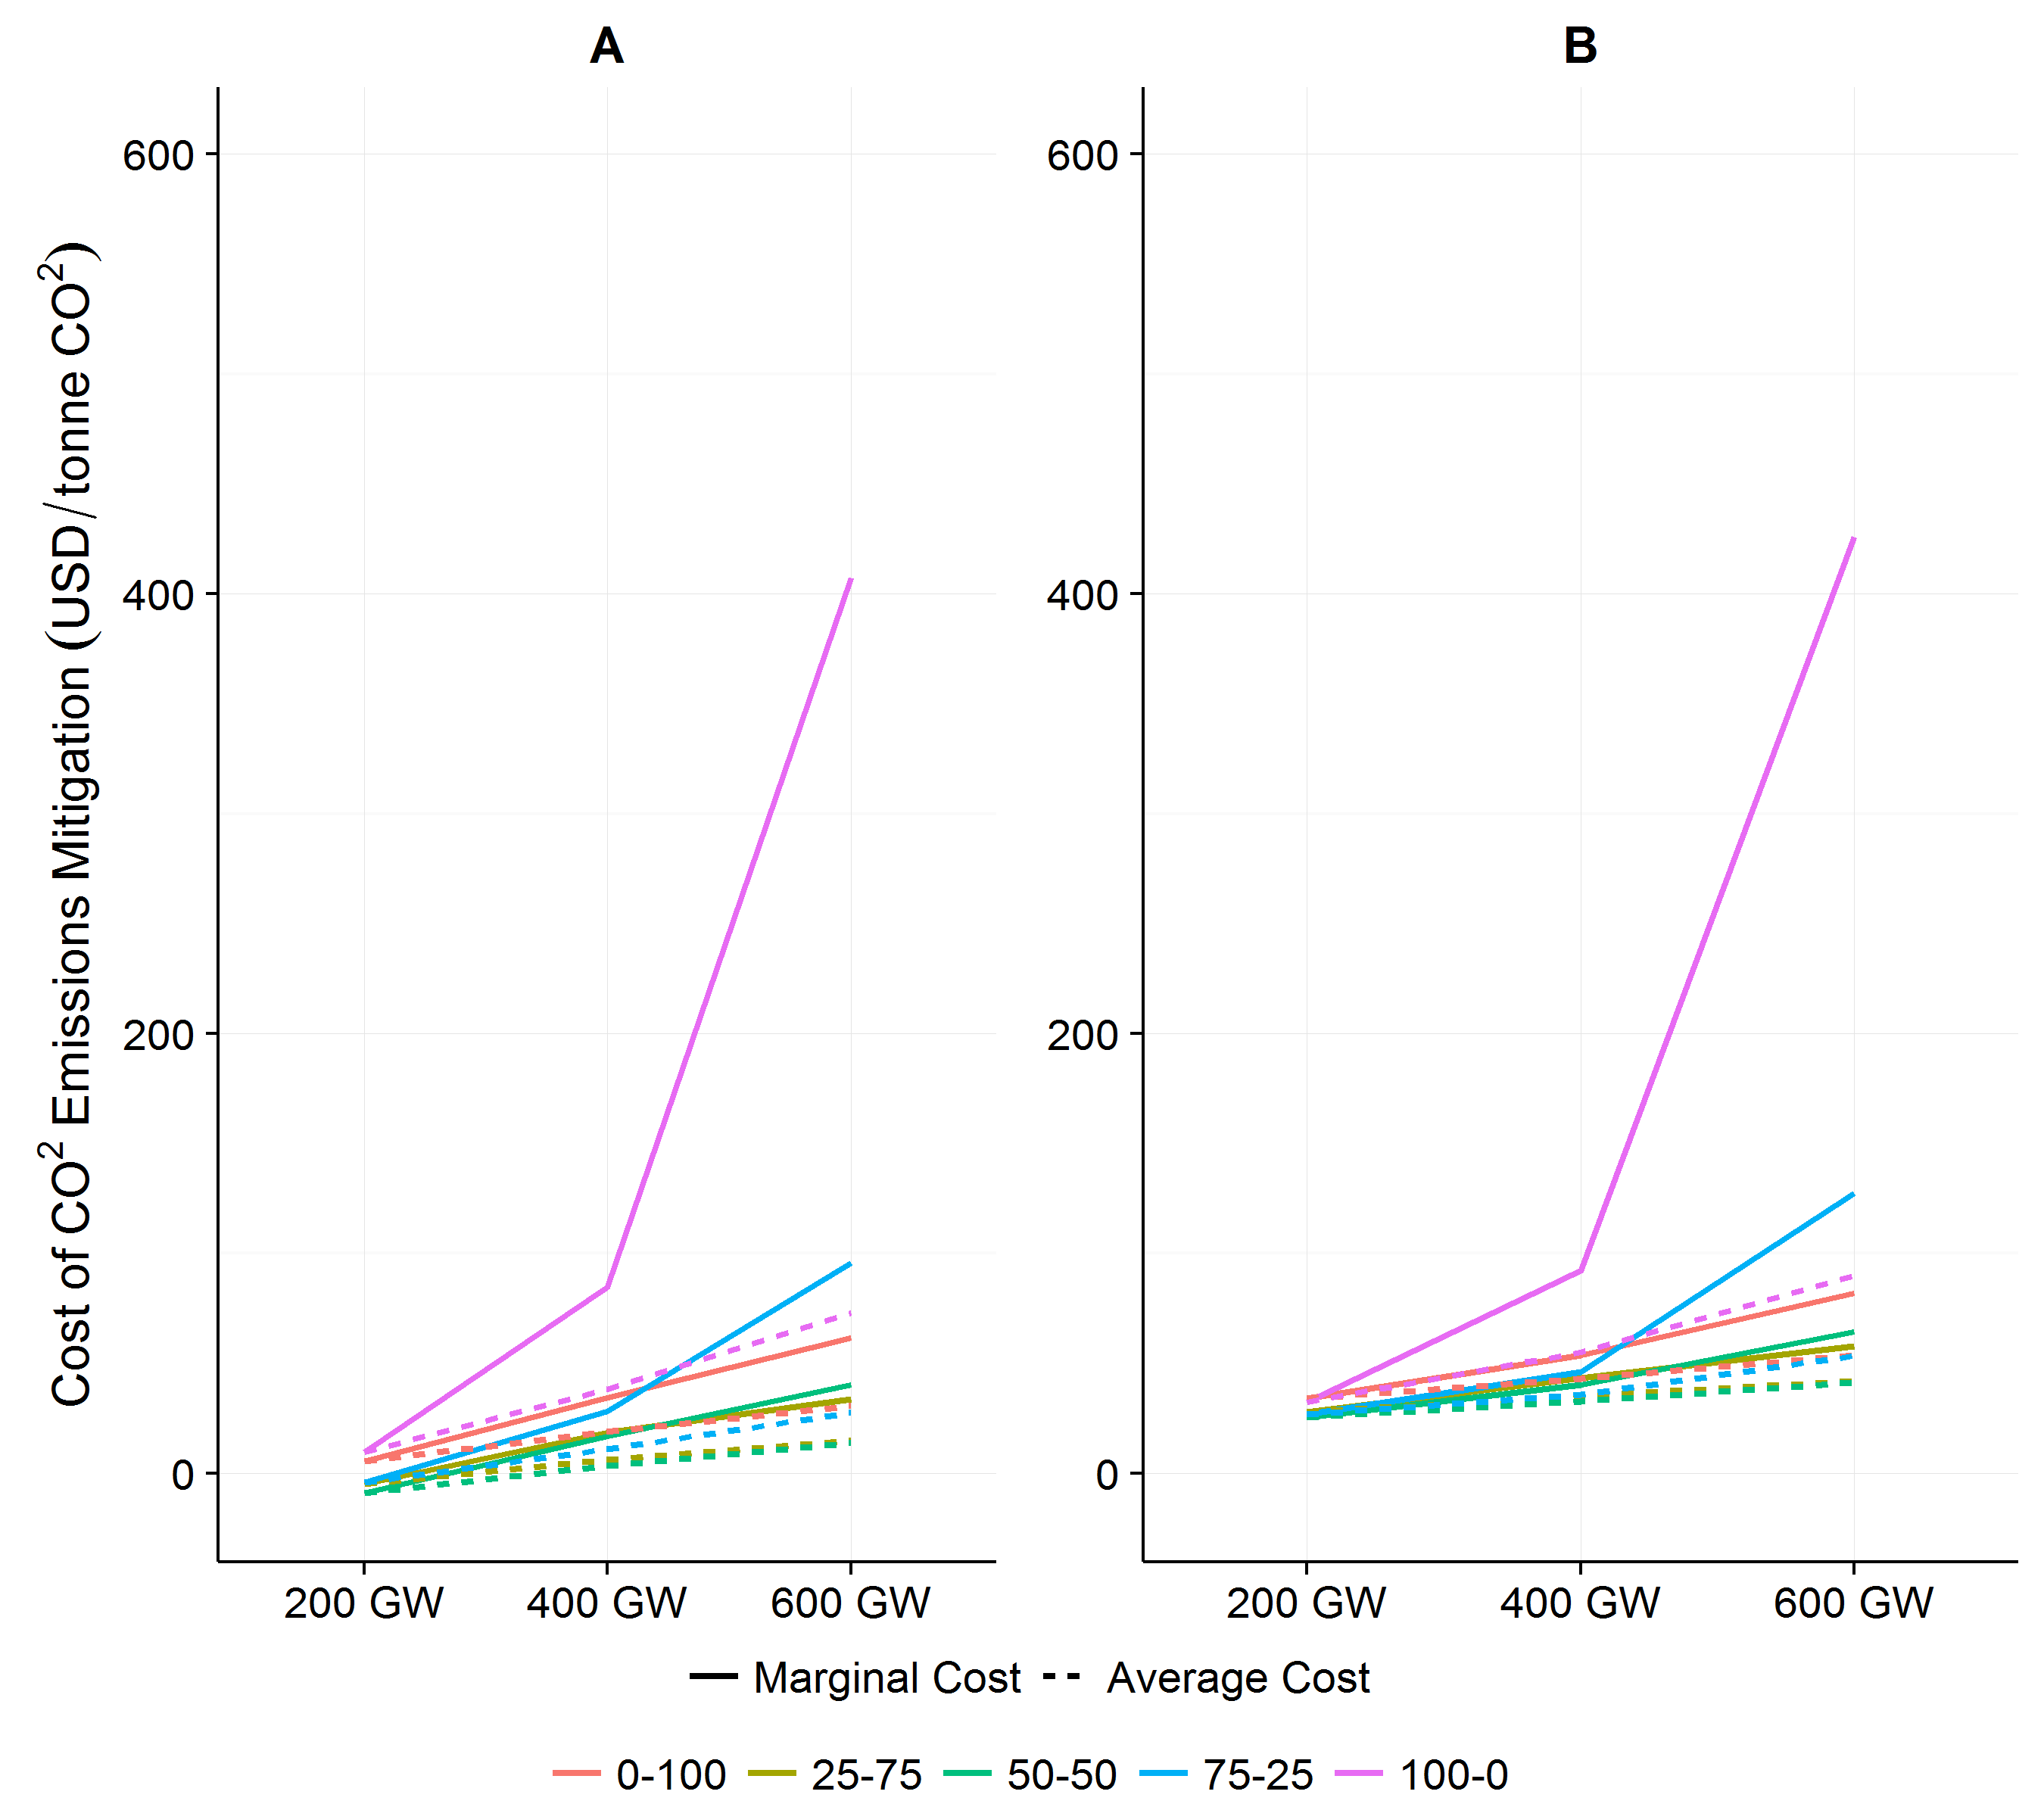 A
B
Cost of CO² Emissions Mitigation (USD/tonne CO²)
600
400
200
0
600
400
200
0
200 GW 400 GW 600 GW
200 GW 400 GW 600 GW
Marginal Cost Average Cost
0-100 25-75 50-50 75-25 100-0